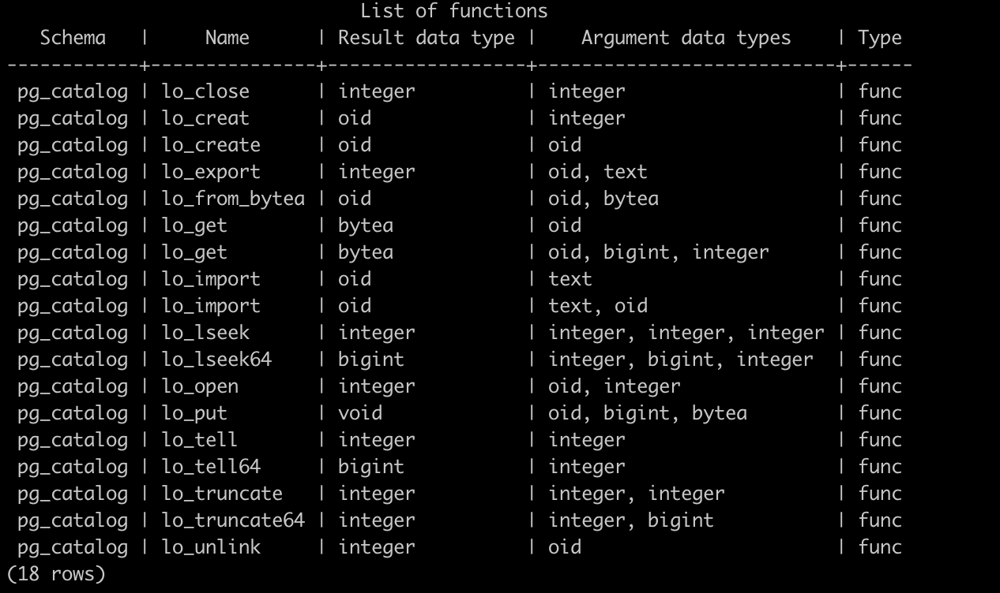 List of functions
   Schema   |     Name      | Result data type |    Argument data types    | Type
------------+---------------+------------------+---------------------------+------
 pg_catalog | lo_close      | integer          | integer                   | func
 pg_catalog | lo_creat      | oid              | integer                   | func
 pg_catalog | lo_create     | oid              | oid                       | func
 pg_catalog | lo_export     | integer          | oid, text                 | func
 pg_catalog | lo_from_bytea | oid              | oid, bytea                | func
 pg_catalog | lo_get        | bytea            | oid                       | func
 pg_catalog | lo_get        | bytea            | oid, bigint, integer      | func
 pg_catalog | lo_import     | oid              | text                      | func
 pg_catalog | lo_import     | oid              | text, oid                 | func
 pg_catalog | lo_lseek      | integer          | integer, integer, integer | func
 pg_catalog | lo_lseek64    | bigint           | integer, bigint, integer  | func
 pg_catalog | lo_open       | integer          | oid, integer              | func
 pg_catalog | lo_put        | void             | oid, bigint, bytea        | func
 pg_catalog | lo_tell       | integer          | integer                   | func
 pg_catalog | lo_tell64     | bigint           | integer                   | func
 pg_catalog | lo_truncate   | integer          | integer, integer          | func
 pg_catalog | lo_truncate64 | integer          | integer, bigint           | func
 pg_catalog | lo_unlink     | integer          | oid                       | func
(18 rows)